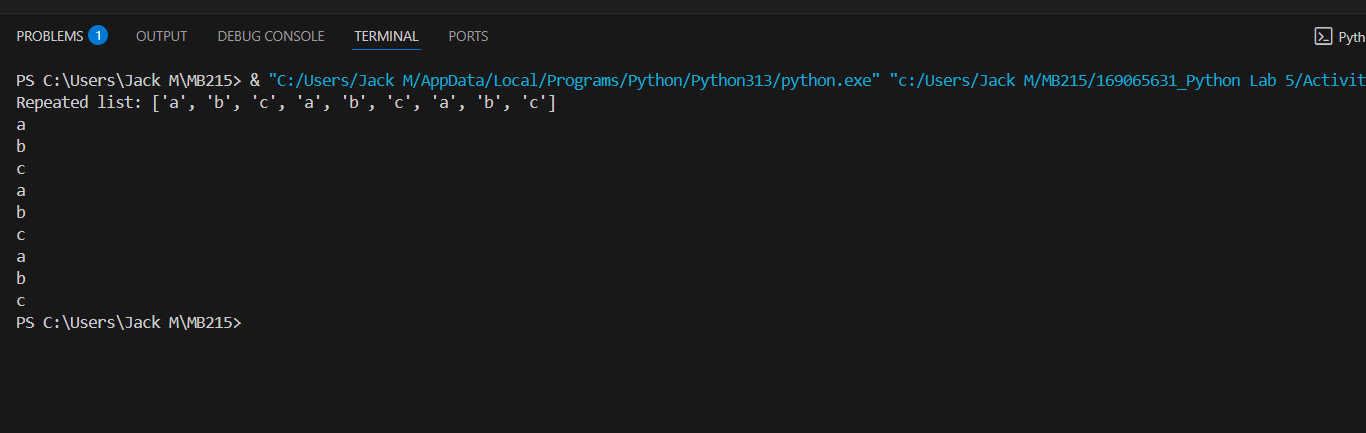 PROBLEMS 1 OUTPUT DEBUG CONSOLE TERMINAL PORTS Pyth
PS C:\Users\Jack M\MB215> & "C:/Users/Jack M/AppData/Local/Programs/Python/Python313/python.exe" "c:/Users/Jack M/MB215/169065631_Python Lab 5/Activit
Repeated list: ['a', 'b', 'c', 'a', 'b', 'c', 'a', 'b', 'c']
a
b
c
a
b
c
a
b
c
PS C:\Users\Jack M\MB215>